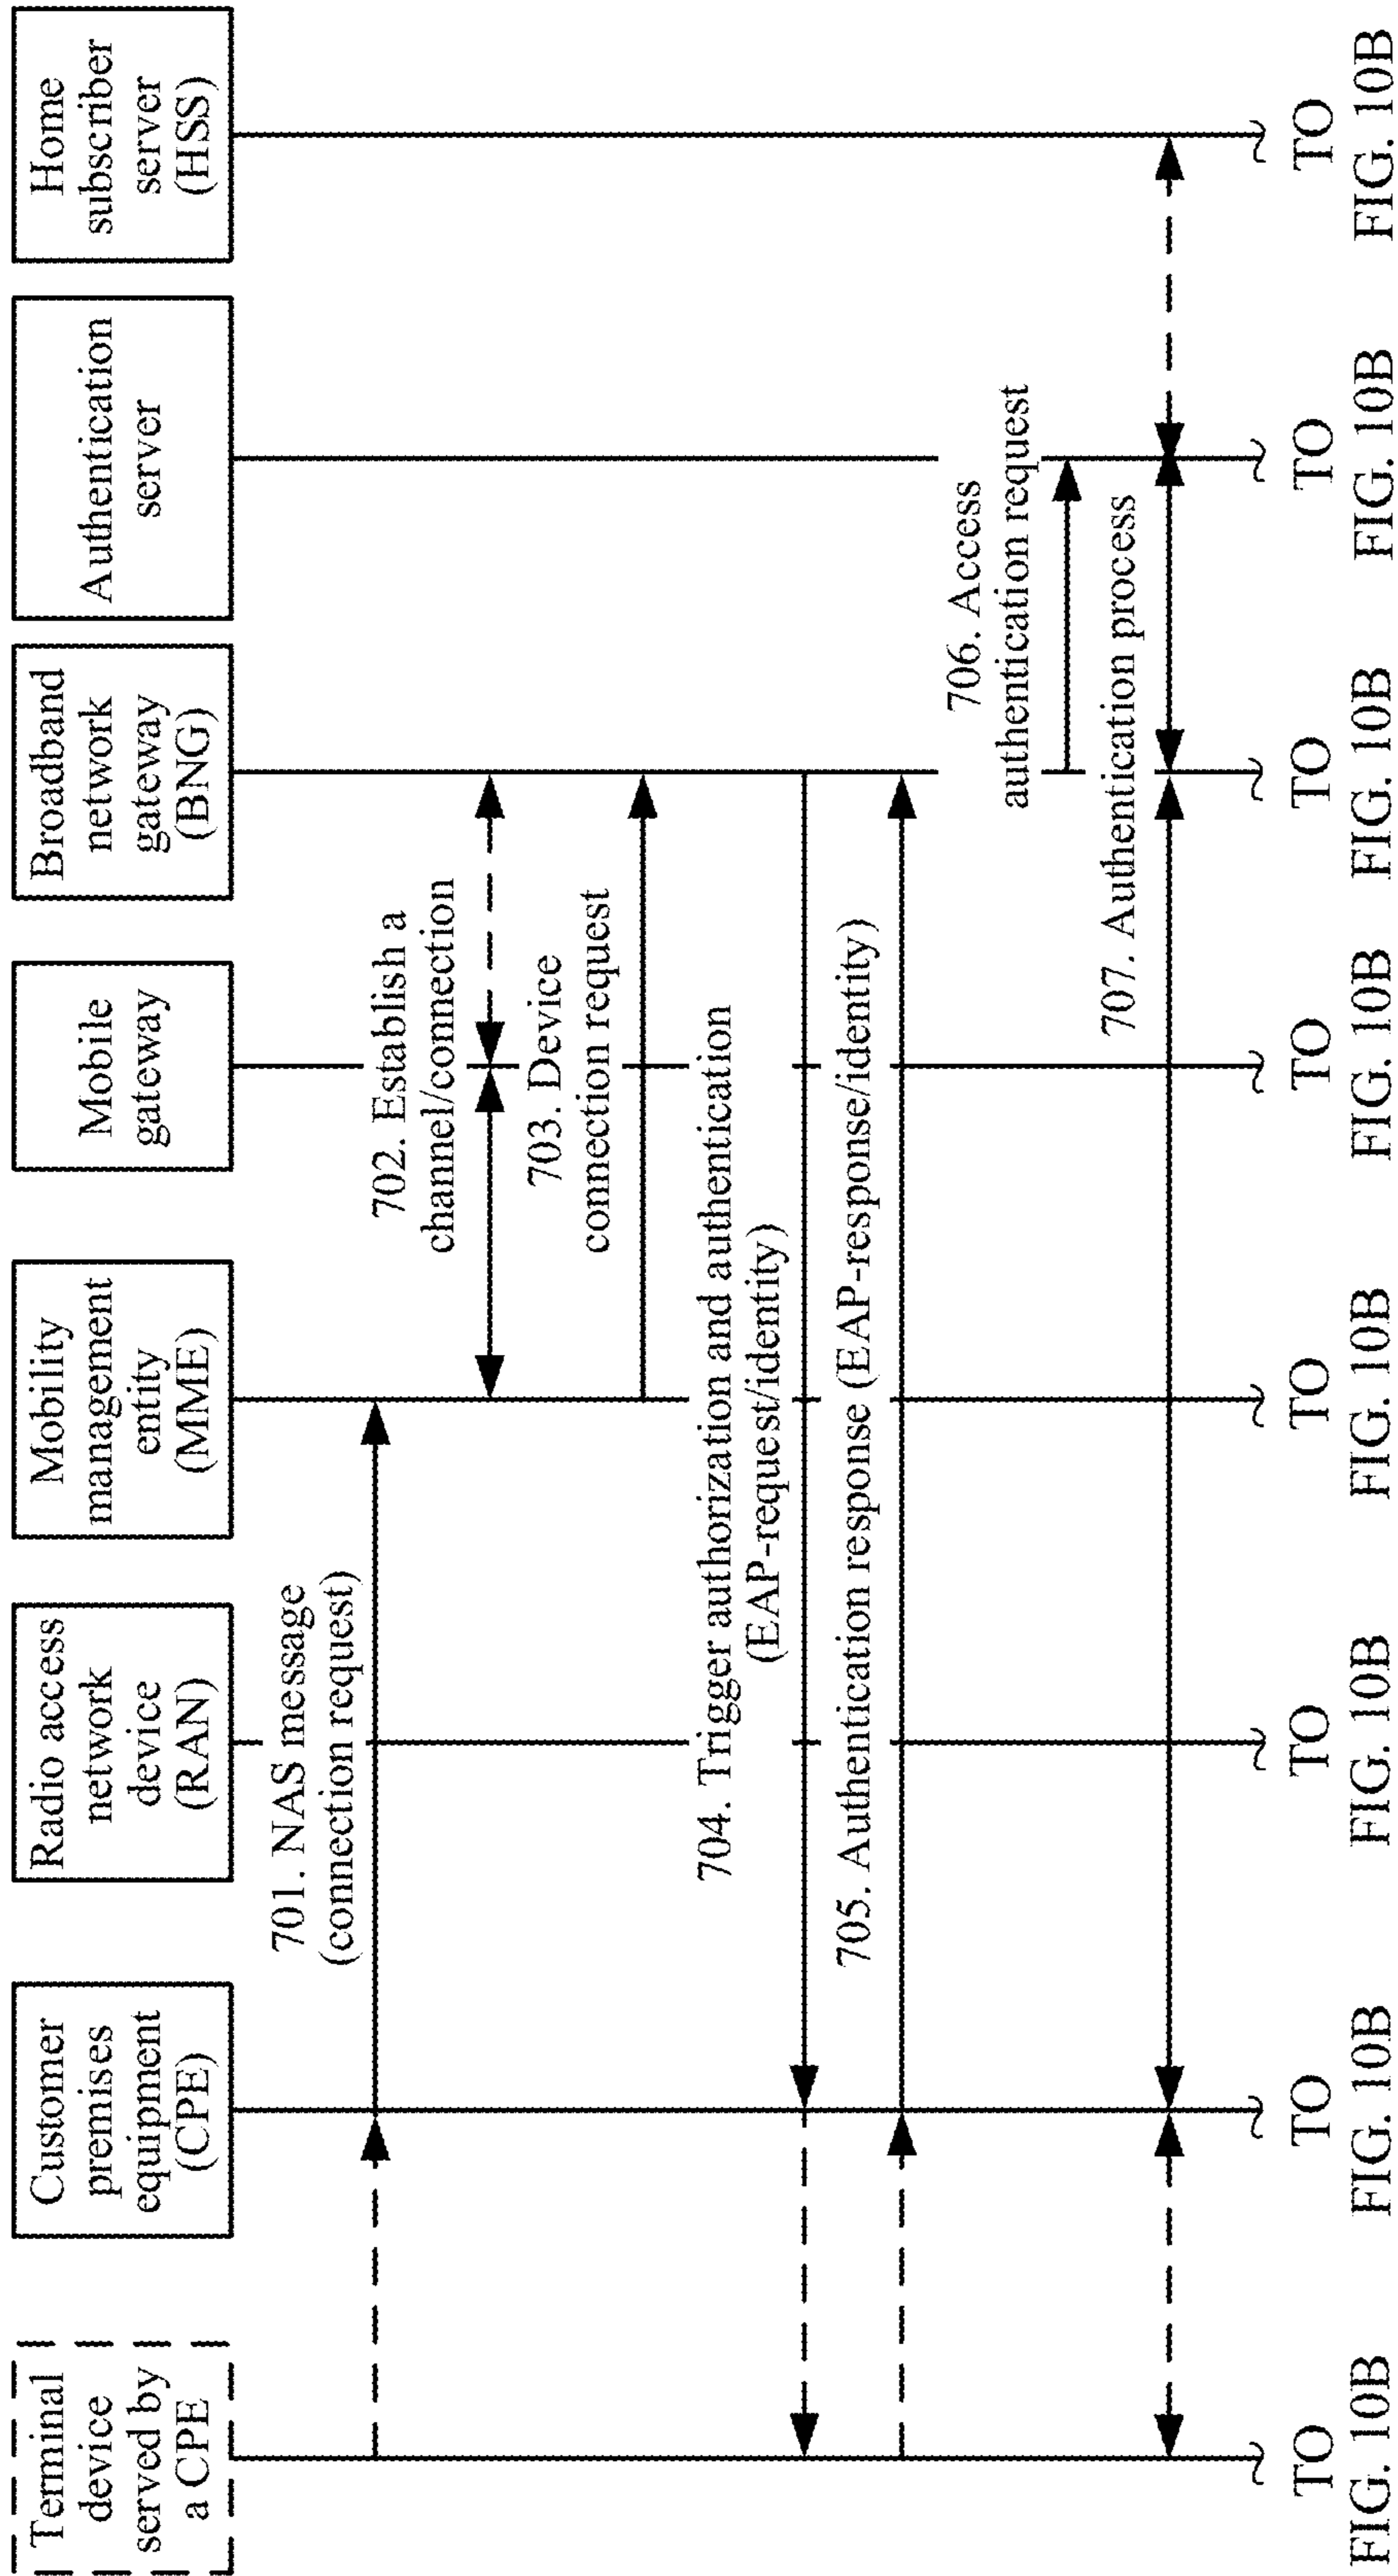 Terminal
device
served by
a CPE
Customer
premises
equipment
(CPE)
Radio access
network
device
(RAN)
Mobility
management
entity
(MME)
Mobile
gateway
Broadband
network
gateway
(BNG)
Authentication
server
Home
subscriber
server
(HSS)
701. NAS message
(connection request)
702. Establish a
channel/connection
703. Device
connection request
704. Trigger authorization and authentication
(EAP-request/identity)
705. Authentication response (EAP-response/identity)
706. Access
authentication request
707. Authentication process
TO
FIG. 10B
TO
FIG. 10B
TO
FIG. 10B
TO
FIG. 10B
TO
FIG. 10B
TO
FIG. 10B
TO
FIG. 10B
TO
FIG. 10B